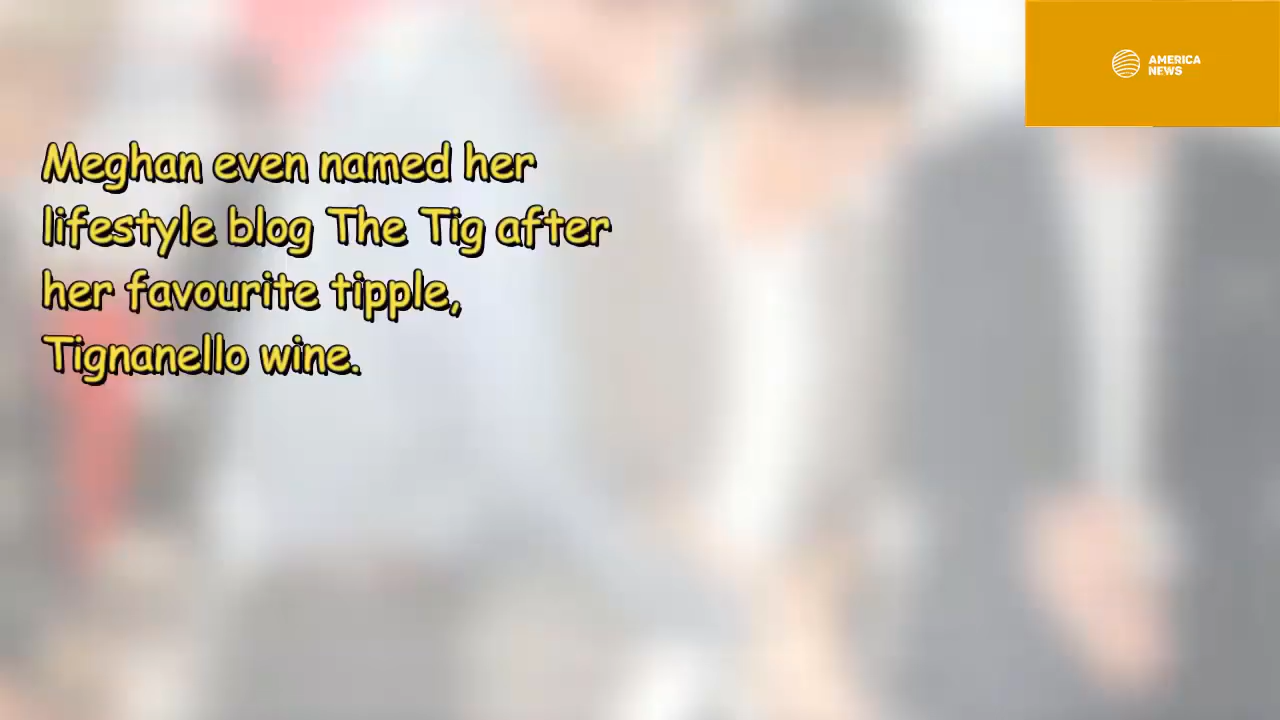 AMERICA
NEWS
Meghan even named her
lifestyle blog The Tig after
her favourite tipple,
Tignanello wine.